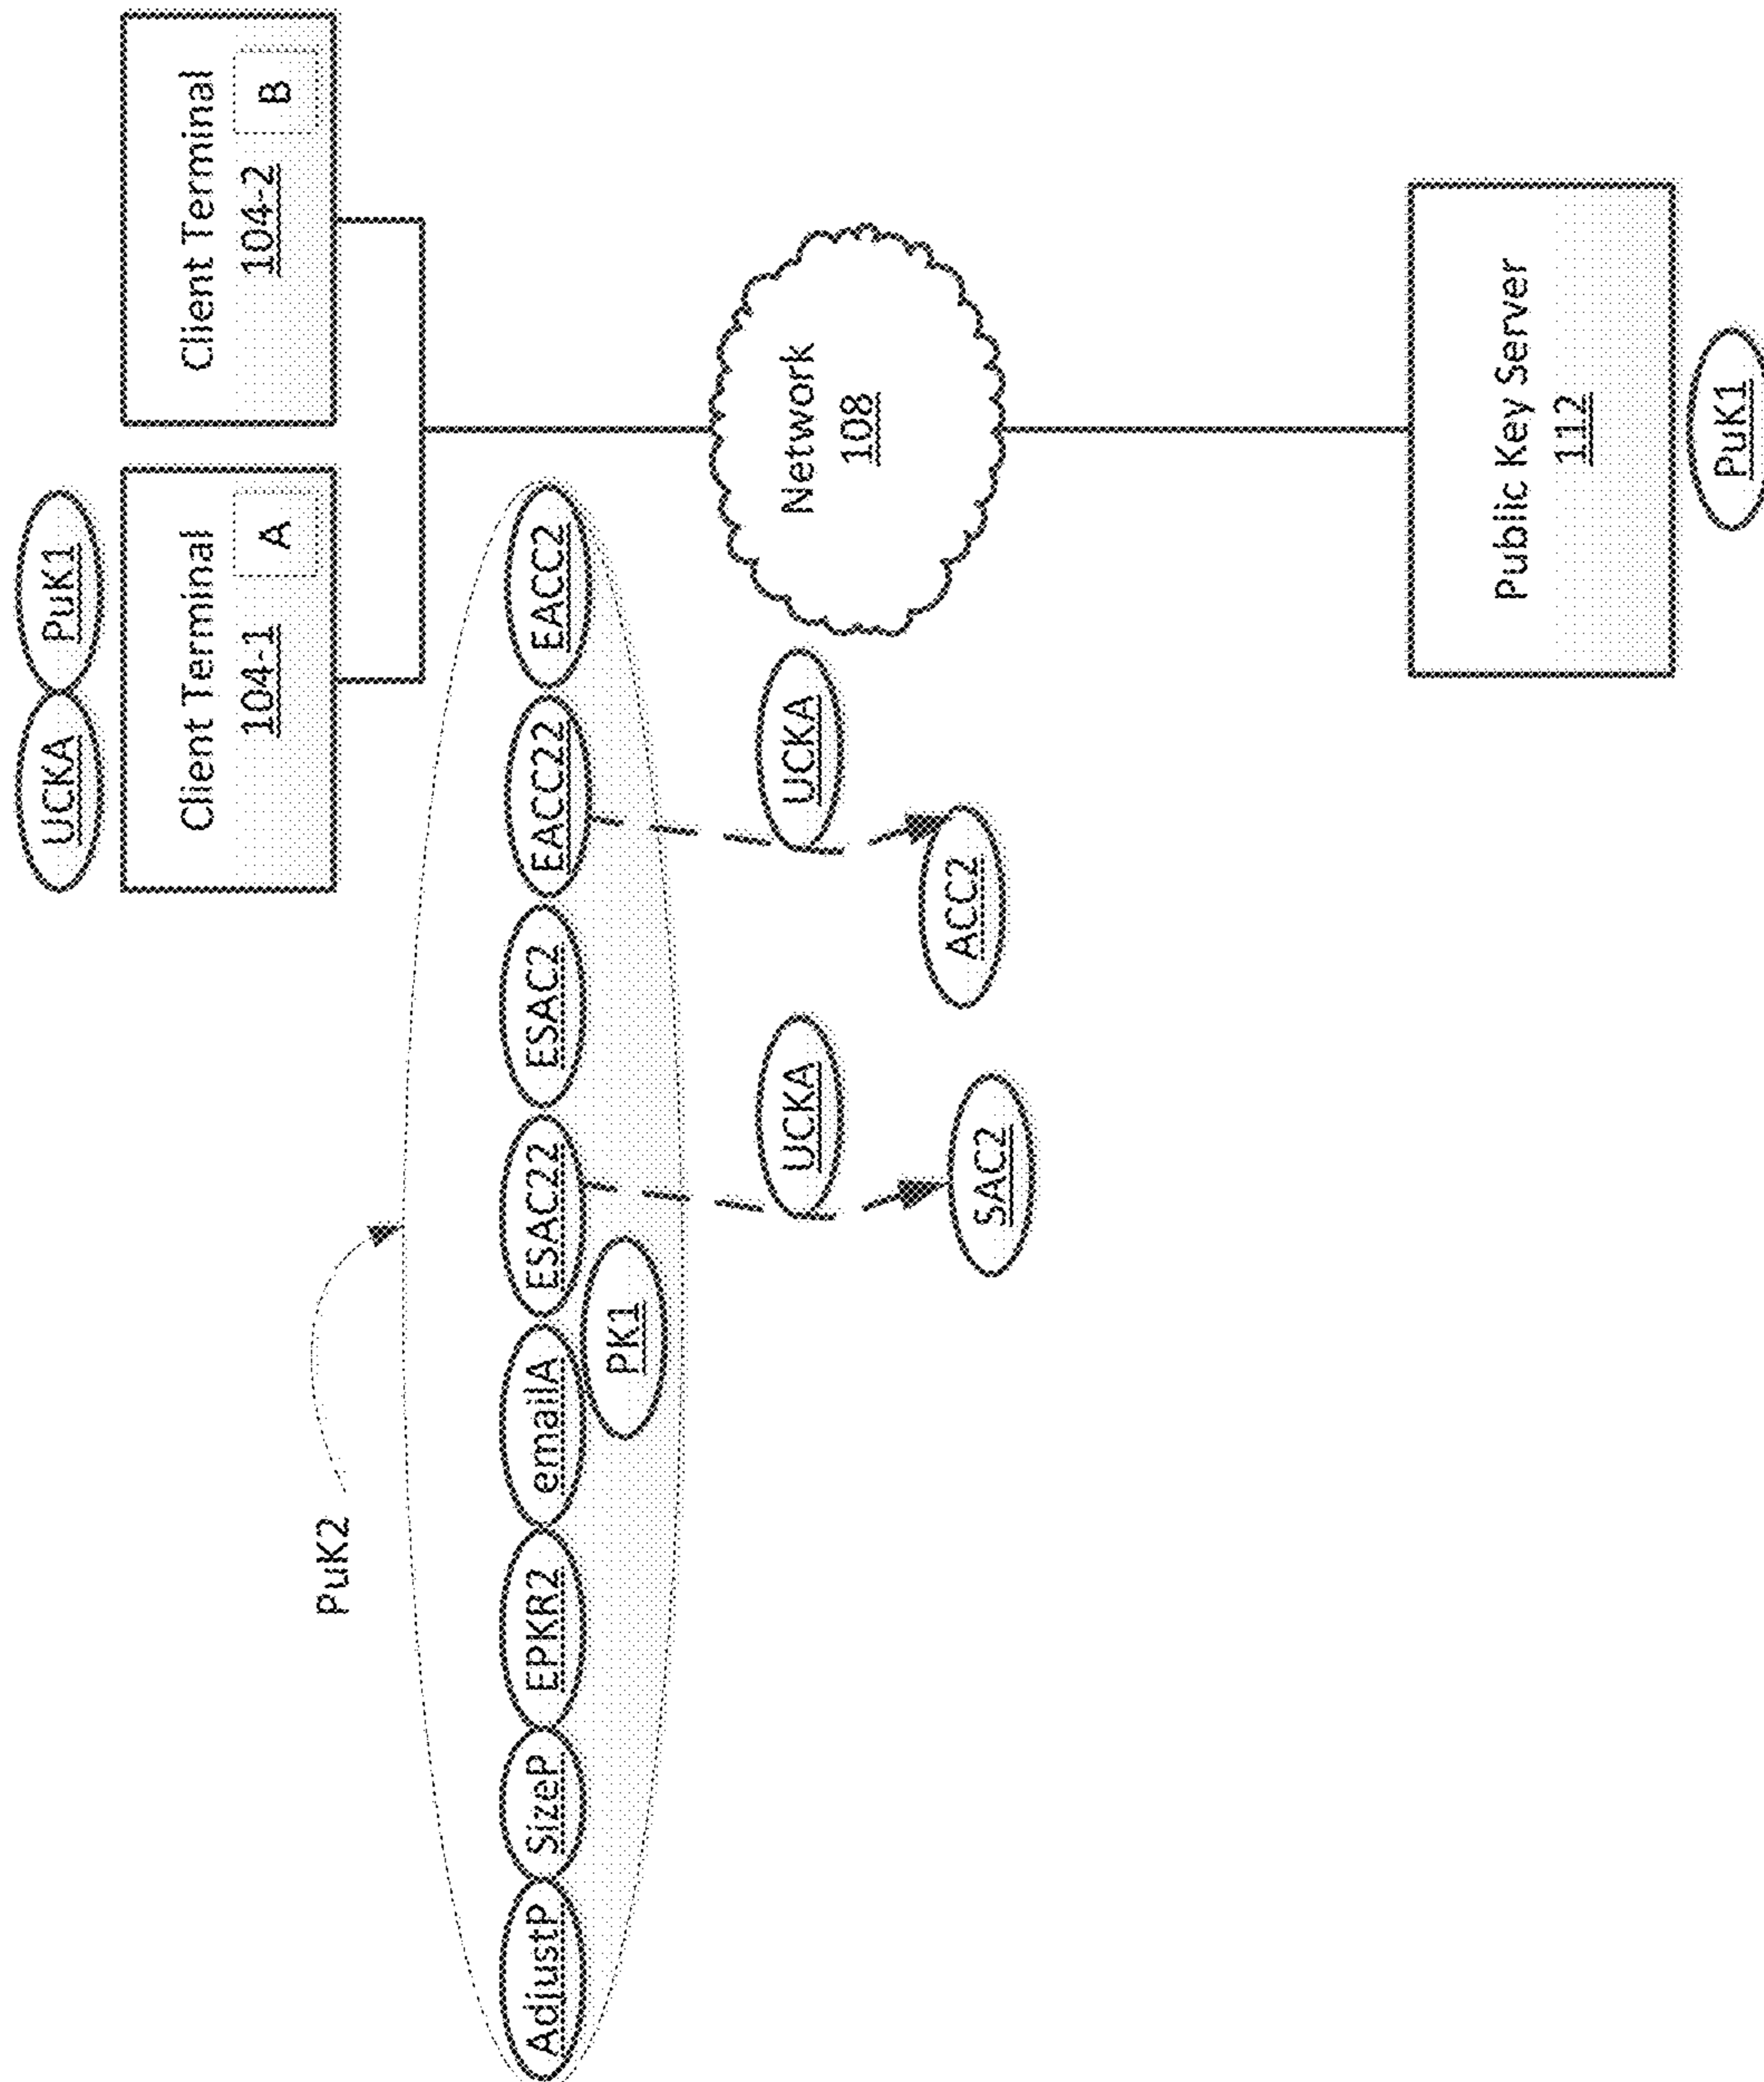 UCKA
PuK1
Client Terminal
104-1
A
Client Terminal
104-2
B
PuK2
AdjustP
SizeP
EPKR2
emailA
ESAC22
ESAC2
EACC22
EACC2
PK1
UCKA
UCKA
SAC2
ACC2
Network
108
Public Key Server
112
PuK1